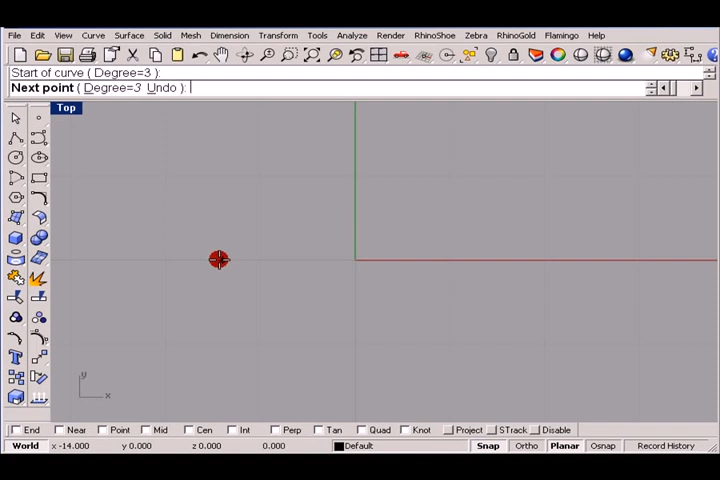 File Edit View Curve Surface Solid Mesh Dimension Transform Tools Analyze Render RhinoShoe Zebra RhinoGold Flamingo Help
Start of curve ( Degree=3 ):
Next point ( Degree=3 Undo ):
Top
y
x
End Near Point Mid Cen Int Perp Tan Quad Knot Project STrack Disable
World x -14.000 y 0.000 z 0.000 0.000 Default Snap Ortho Planar Osnap Record History